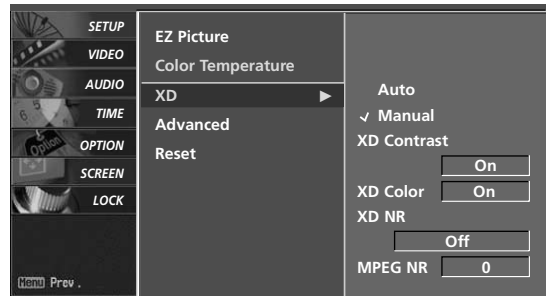 SETUP
VIDEO
AUDIO
TIME
OPTION
SCREEN
LOCK
Menu Prev.
EZ Picture
Color Temperature
XD ►
Advanced
Reset
Auto
✓ Manual
XD Contrast
On
XD Color On
XD NR
Off
MPEG NR 0